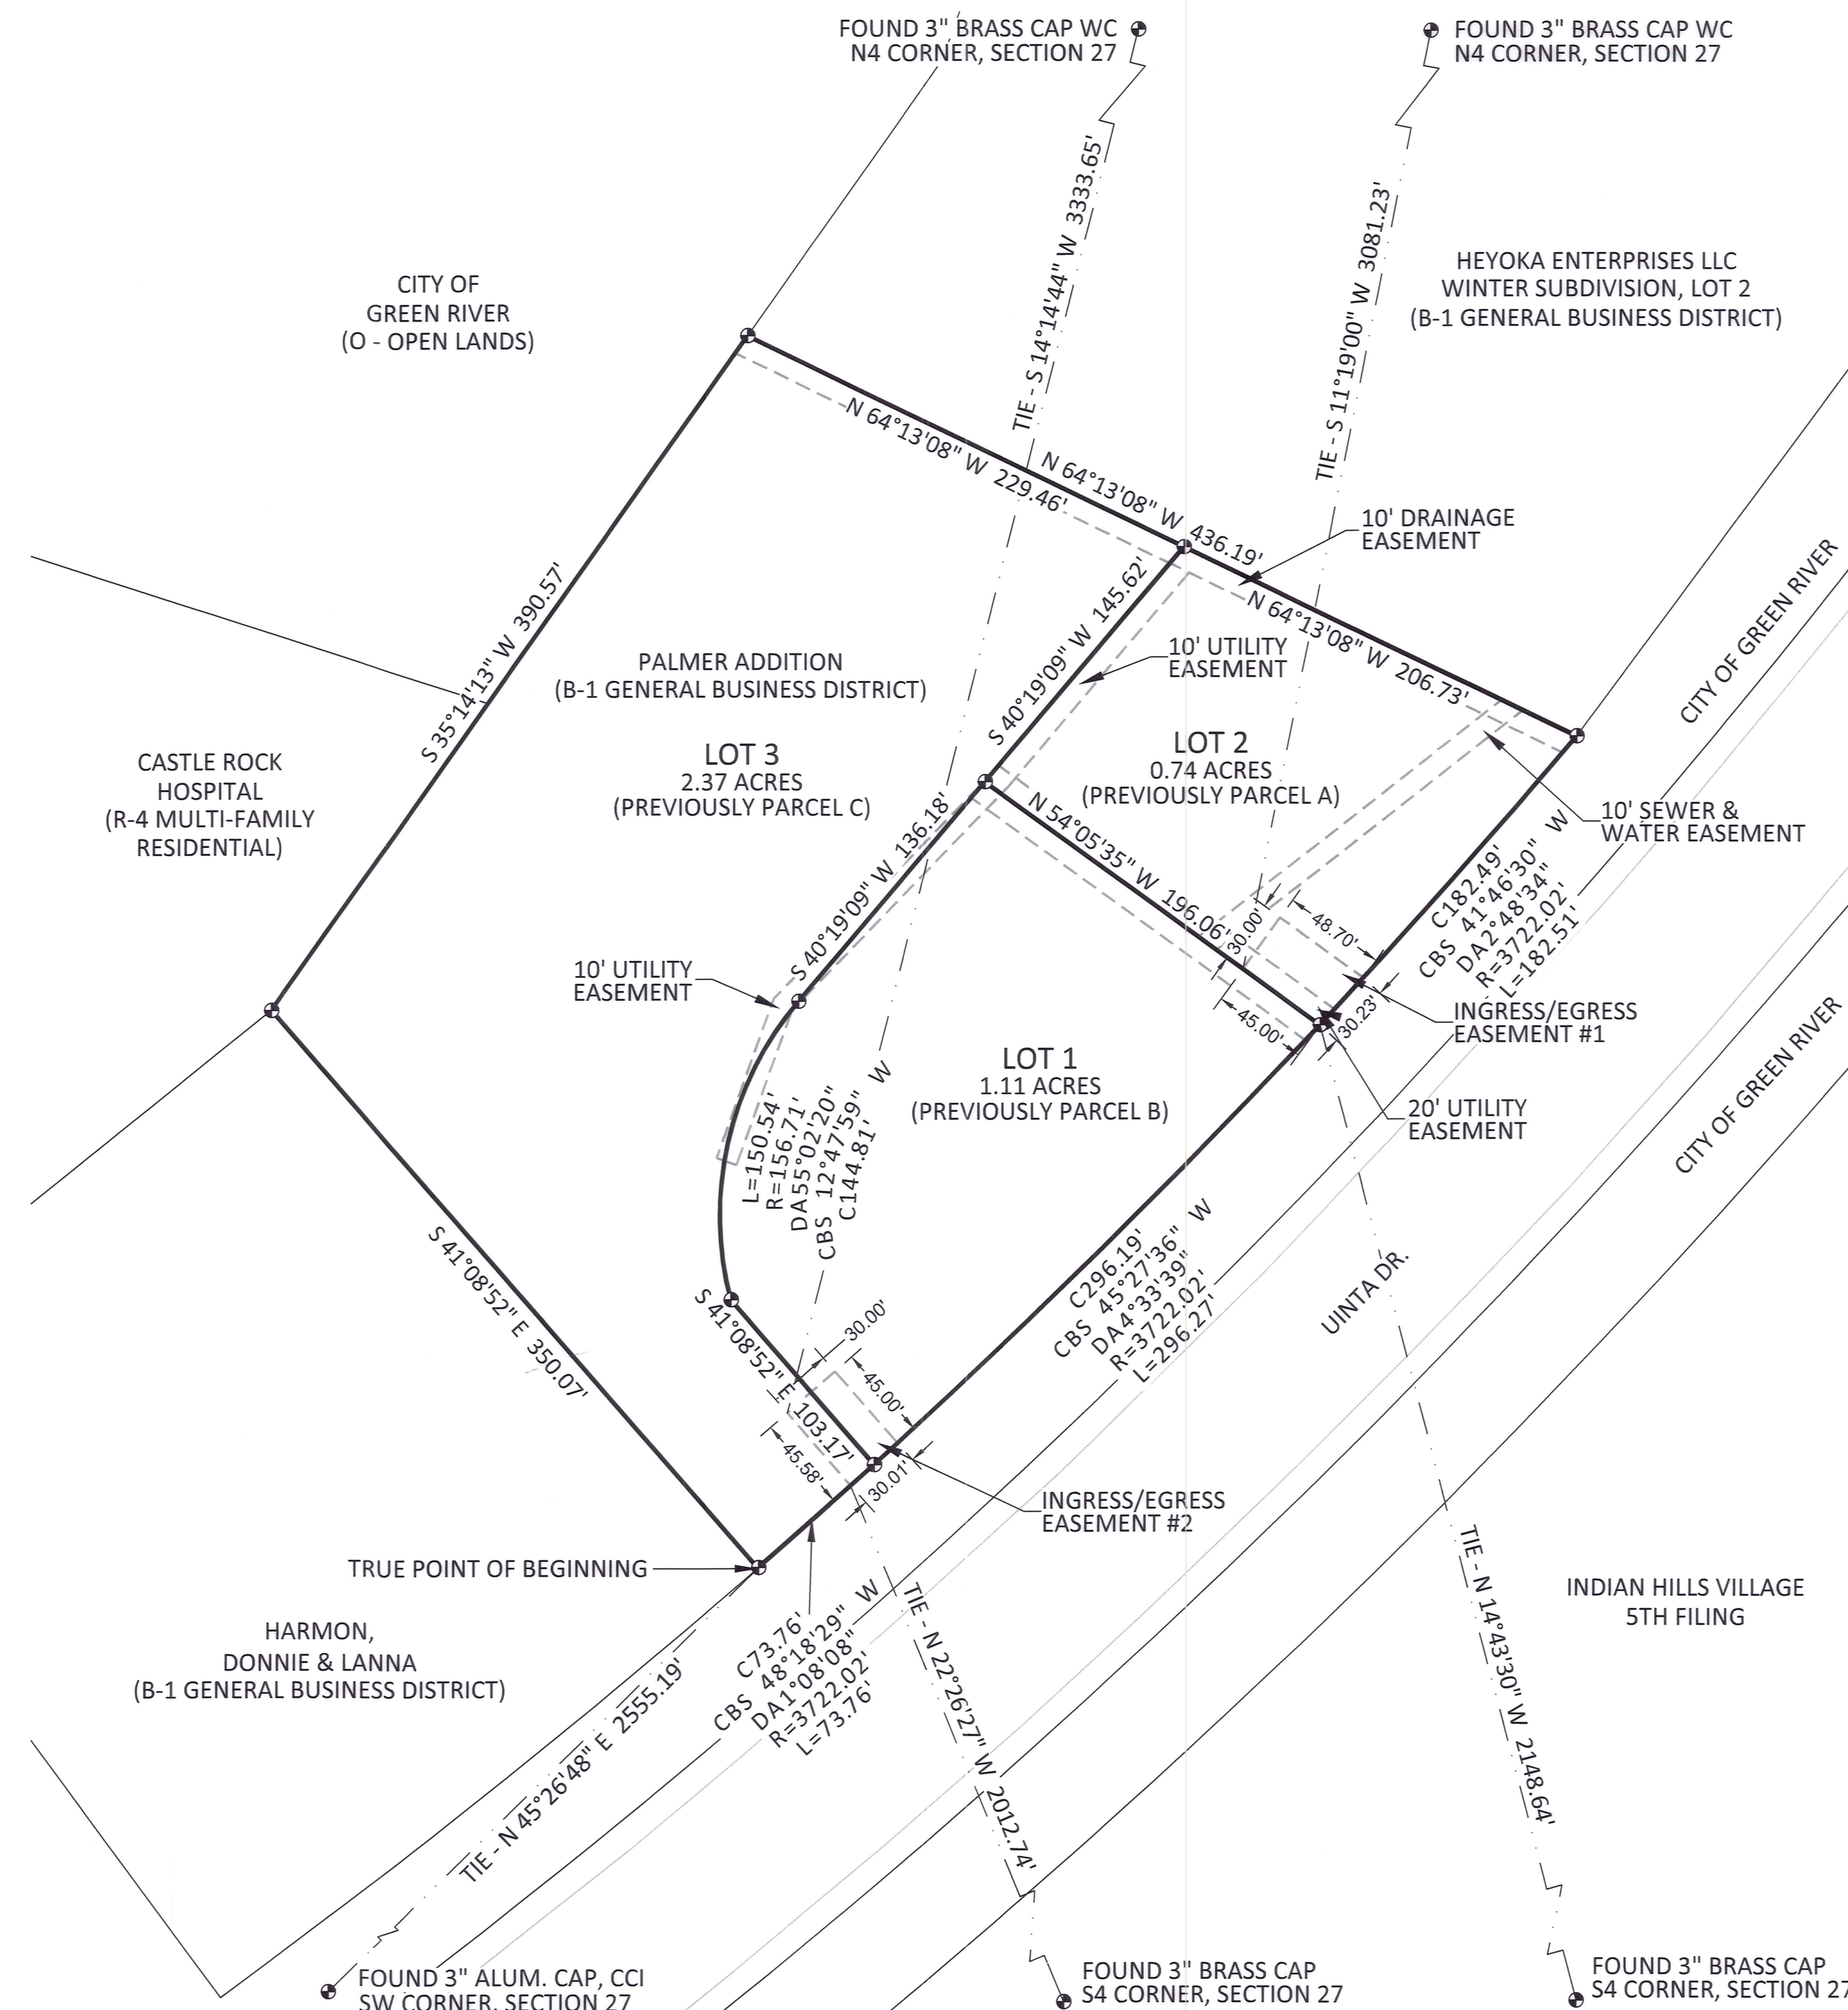 FOUND 3" BRASS CAP WC
N4 CORNER, SECTION 27
FOUND 3" BRASS CAP WC
N4 CORNER, SECTION 27
TIE - S 14°14'44" W 3333.65'
TIE - S 11°19'00" W 3081.23'
HEYOKA ENTERPRISES LLC
WINTER SUBDIVISION, LOT 2
(B-1 GENERAL BUSINESS DISTRICT)
CITY OF
GREEN RIVER
(O - OPEN LANDS)
N 64°13'08" W 229.46'
N 64°13'08" W 436.19'
10' DRAINAGE
EASEMENT
N 64°13'08" W 206.73'
CITY OF GREEN RIVER
S 35°14'13" W 390.57'
S 40°19'09" W 145.62'
10' UTILITY
EASEMENT
PALMER ADDITION
(B-1 GENERAL BUSINESS DISTRICT)
LOT 3
2.37 ACRES
(PREVIOUSLY PARCEL C)
LOT 2
0.74 ACRES
(PREVIOUSLY PARCEL A)
CASTLE ROCK
HOSPITAL
(R-4 MULTI-FAMILY
RESIDENTIAL)
10' SEWER &
WATER EASEMENT
S 40°19'09" W 136.18'
N 54°05'35" W 196.06'
30.00'
48.70'
C182.49'
CBS 41°46'30" W
DA2°48'34"
R=3722.02'
L=182.51'
10' UTILITY
EASEMENT
45.00'
30.23'
INGRESS/EGRESS
EASEMENT #1
CITY OF GREEN RIVER
LOT 1
1.11 ACRES
(PREVIOUSLY PARCEL B)
20' UTILITY
EASEMENT
L=150.54'
R=156.71'
DA55°02'20"
CBS 12°47'59" W
C144.81'
S 41°08'52" E 350.07'
C296.19'
CBS 45°27'36" W
DA4°33'39"
R=3722.02'
L=296.27'
UINTA DR.
S 41°08'52" E 103.17'
30.00'
45.00'
45.58'
30.01'
INGRESS/EGRESS
EASEMENT #2
TRUE POINT OF BEGINNING
HARMON,
DONNIE & LANNA
(B-1 GENERAL BUSINESS DISTRICT)
C73.76'
CBS 48°18'29" W
DA1°08'08"
R=3722.02'
L=73.76'
TIE - N 22°26'27" W 2012.74'
TIE - N 14°43'30" W 2148.64'
INDIAN HILLS VILLAGE
5TH FILING
TIE - N 45°26'48" E 2555.19'
FOUND 3" ALUM. CAP, CCI
SW CORNER, SECTION 27
FOUND 3" BRASS CAP
S4 CORNER, SECTION 27
FOUND 3" BRASS CAP
S4 CORNER, SECTION 27